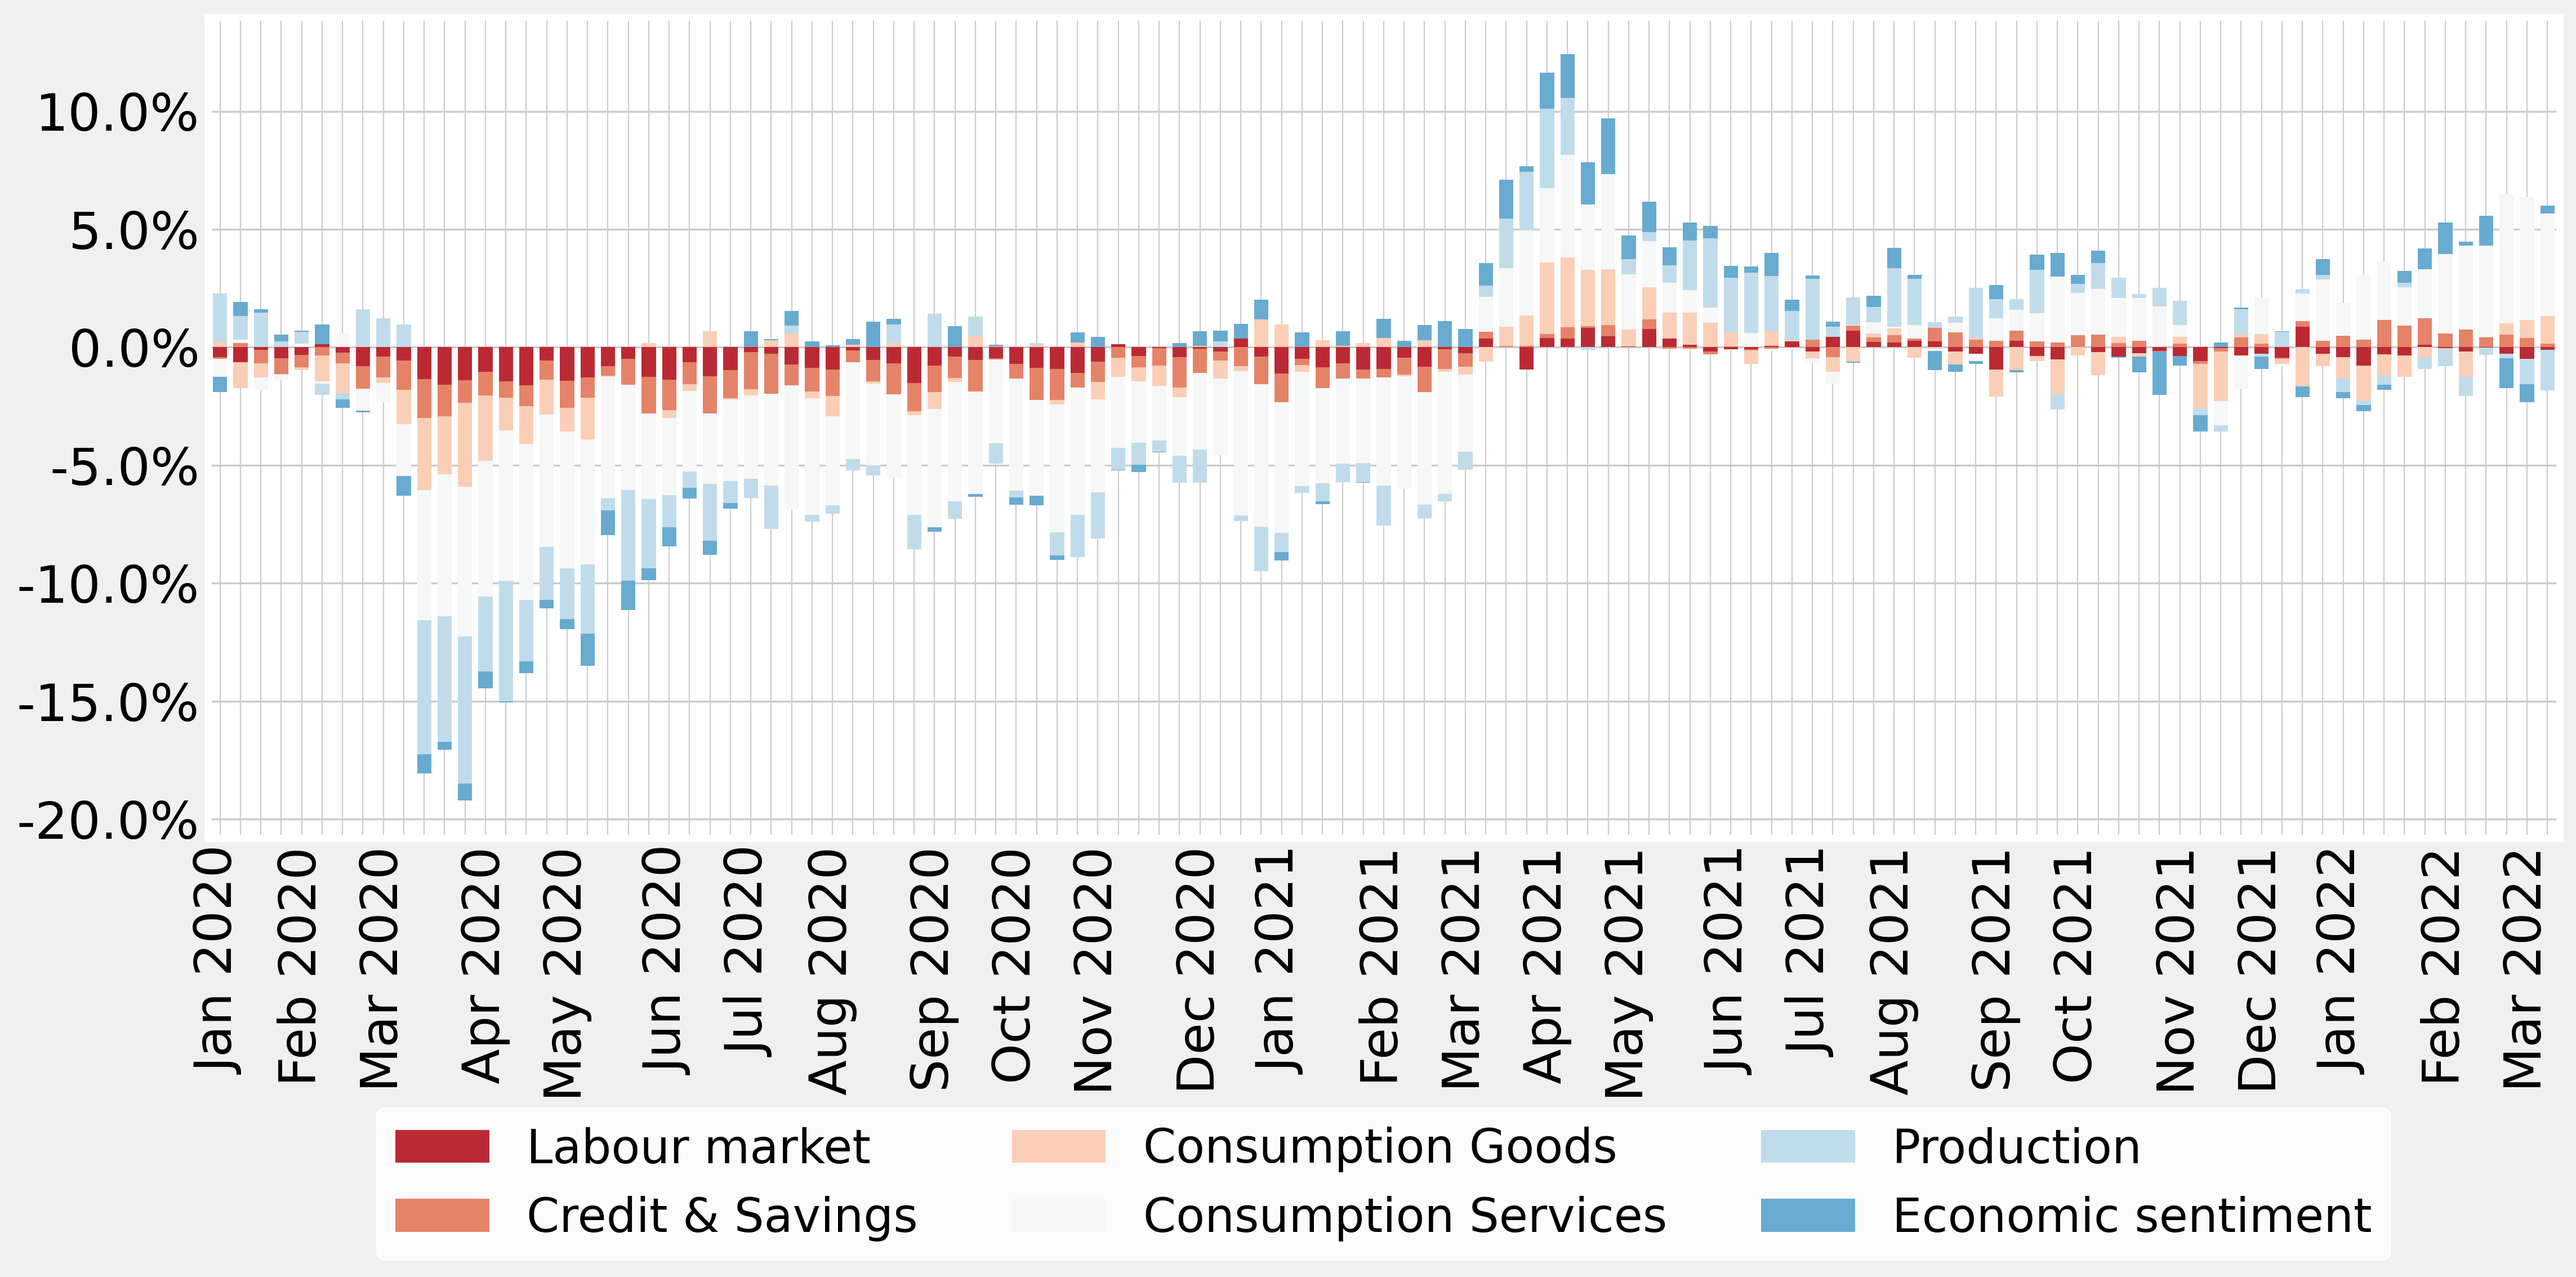 10.0%
5.0%
0.0%
-5.0%
-10.0%
-15.0%
-20.0%
Jan 2020
Feb 2020
Mar 2020
Apr 2020
May 2020
Jun 2020
Jul 2020
Aug 2020
Sep 2020
Oct 2020
Nov 2020
Dec 2020
Jan 2021
Feb 2021
Mar 2021
Apr 2021
May 2021
Jun 2021
Jul 2021
Aug 2021
Sep 2021
Oct 2021
Nov 2021
Dec 2021
Jan 2022
Feb 2022
Mar 2022
Labour market
Credit & Savings
Consumption Goods
Consumption Services
Production
Economic sentiment